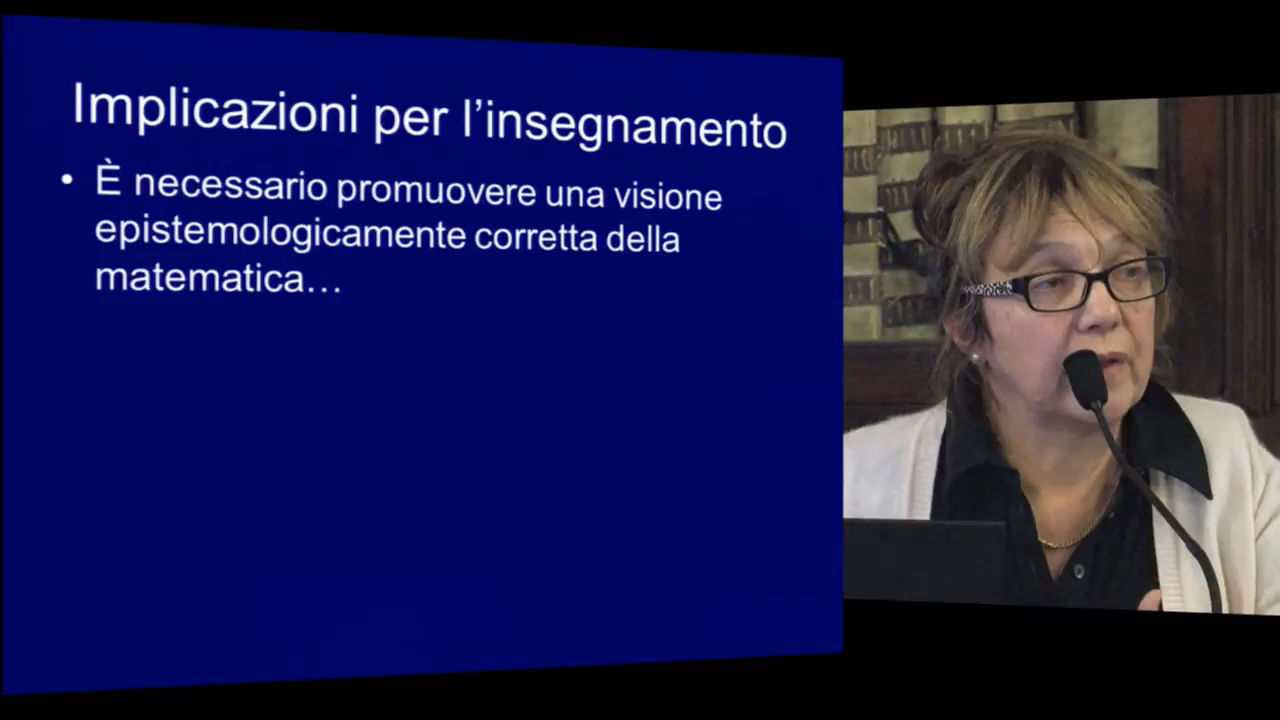 Implicazioni per l’insegnamento
• È necessario promuovere una visione
epistemologicamente corretta della
matematica…